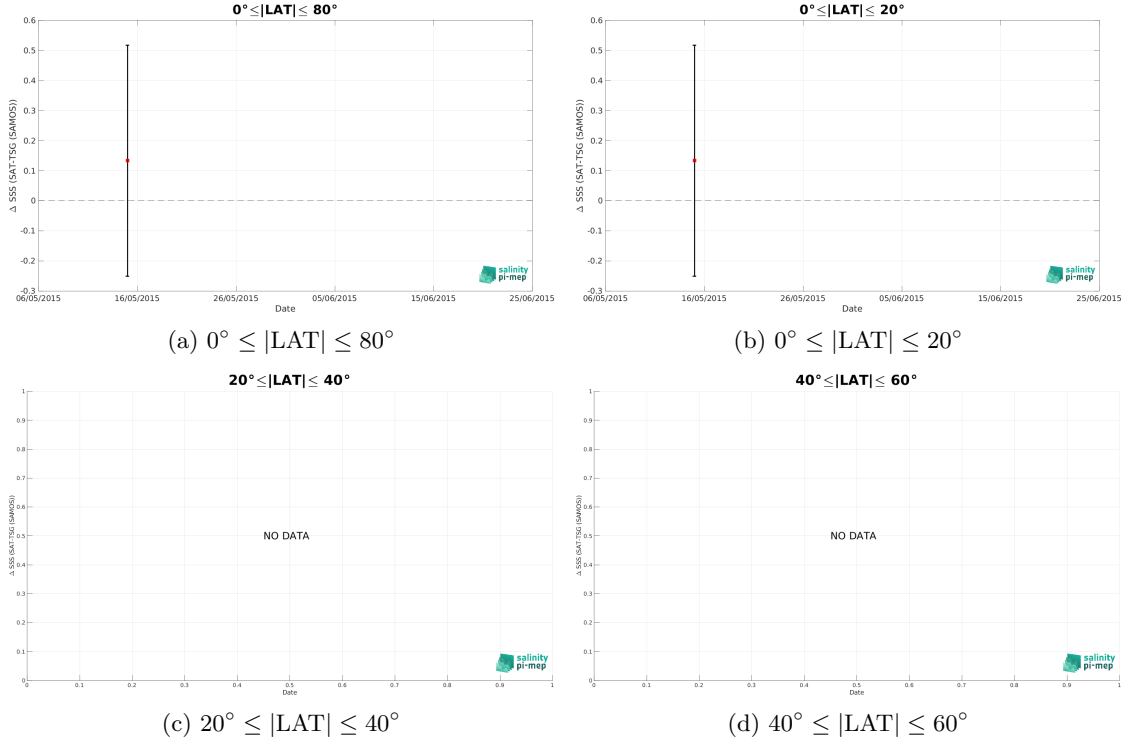 0°≤|LAT|≤ 80°
Δ SSS (SAT-TSG (SAMOS))
0.6
0.5
0.4
0.3
0.2
0.1
0
-0.1
-0.2
-0.3
06/05/2015 16/05/2015 26/05/2015 05/06/2015 15/06/2015 25/06/2015
Date
salinity
pi-mep
(a) 0° ≤ |LAT| ≤ 80°
0°≤|LAT|≤ 20°
Δ SSS (SAT-TSG (SAMOS))
0.6
0.5
0.4
0.3
0.2
0.1
0
-0.1
-0.2
-0.3
06/05/2015 16/05/2015 26/05/2015 05/06/2015 15/06/2015 25/06/2015
Date
salinity
pi-mep
(b) 0° ≤ |LAT| ≤ 20°
20°≤|LAT|≤ 40°
Δ SSS (SAT-TSG (SAMOS))
1
0.9
0.8
0.7
0.6
0.5
0.4
0.3
0.2
0.1
0
NO DATA
0 0.1 0.2 0.3 0.4 0.5 0.6 0.7 0.8 0.9 1
Date
salinity
pi-mep
(c) 20° ≤ |LAT| ≤ 40°
40°≤|LAT|≤ 60°
Δ SSS (SAT-TSG (SAMOS))
1
0.9
0.8
0.7
0.6
0.5
0.4
0.3
0.2
0.1
0
NO DATA
0 0.1 0.2 0.3 0.4 0.5 0.6 0.7 0.8 0.9 1
Date
salinity
pi-mep
(d) 40° ≤ |LAT| ≤ 60°